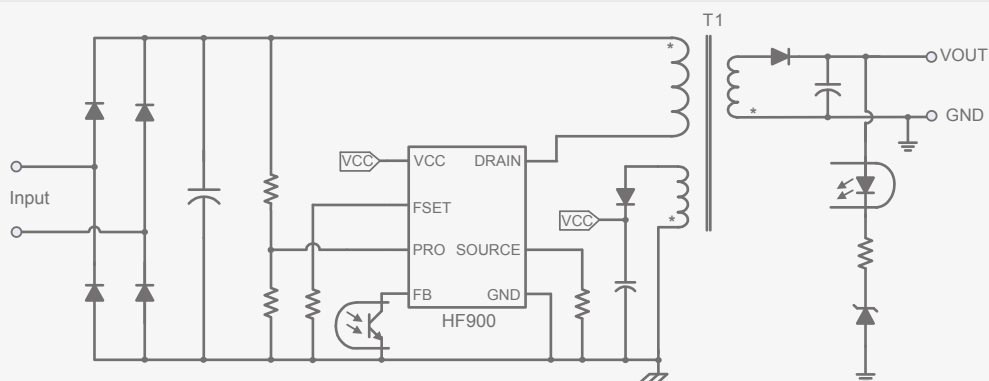 T1
*
VOUT
*
GND
VCC
VCC
DRAIN
Input
FSET
VCC
*
PRO
SOURCE
FB
GND
HF900